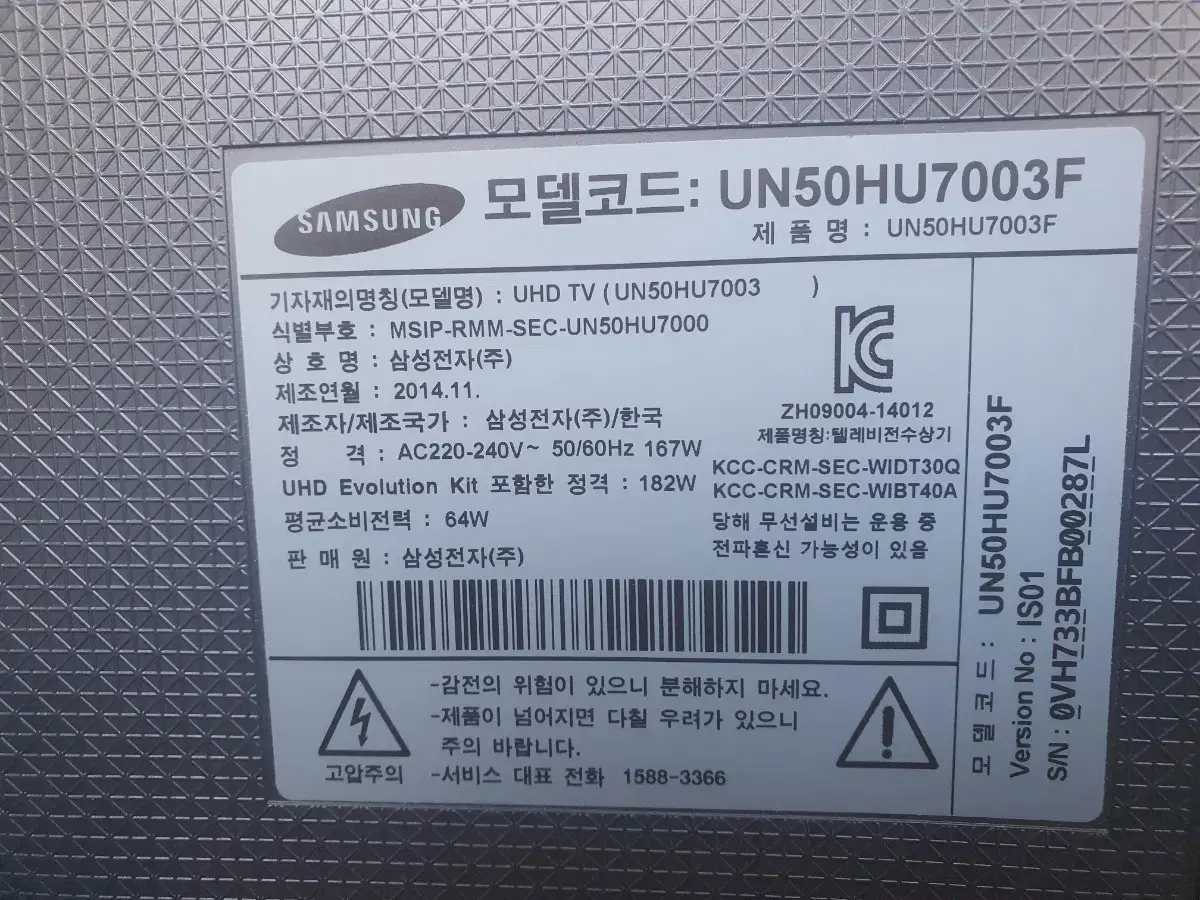 SAMSUNG 모델코드: UN50HU7003F
제 품 명 : UN50HU7003F
기자재의명칭(모델명) : UHD TV ( UN50HU7003 )
식별부호 : MSIP-RMM-SEC-UN50HU7000
상 호 명 : 삼성전자(주)
제조연월 : 2014.11.
제조자/제조국가 : 삼성전자(주)/한국
정 격 : AC220-240V~ 50/60Hz 167W
UHD Evolution Kit 포함한 정격 : 182W
평균소비전력 : 64W
판 매 원 : 삼성전자(주)
ZH09004-14012
제품명칭:텔레비전수상기
KCC-CRM-SEC-WIDT30Q
KCC-CRM-SEC-WIBT40A
당해 무선설비는 운용 중
전파혼신 가능성이 있음
고압주의
-감전의 위험이 있으니 분해하지 마세요.
-제품이 넘어지면 다칠 우려가 있으니
주의 바랍니다.
-서비스 대표 전화 1588-3366
모 델 코 드 : UN50HU7003F
Version No : IS01
S/N : 0VH733BFB00287L